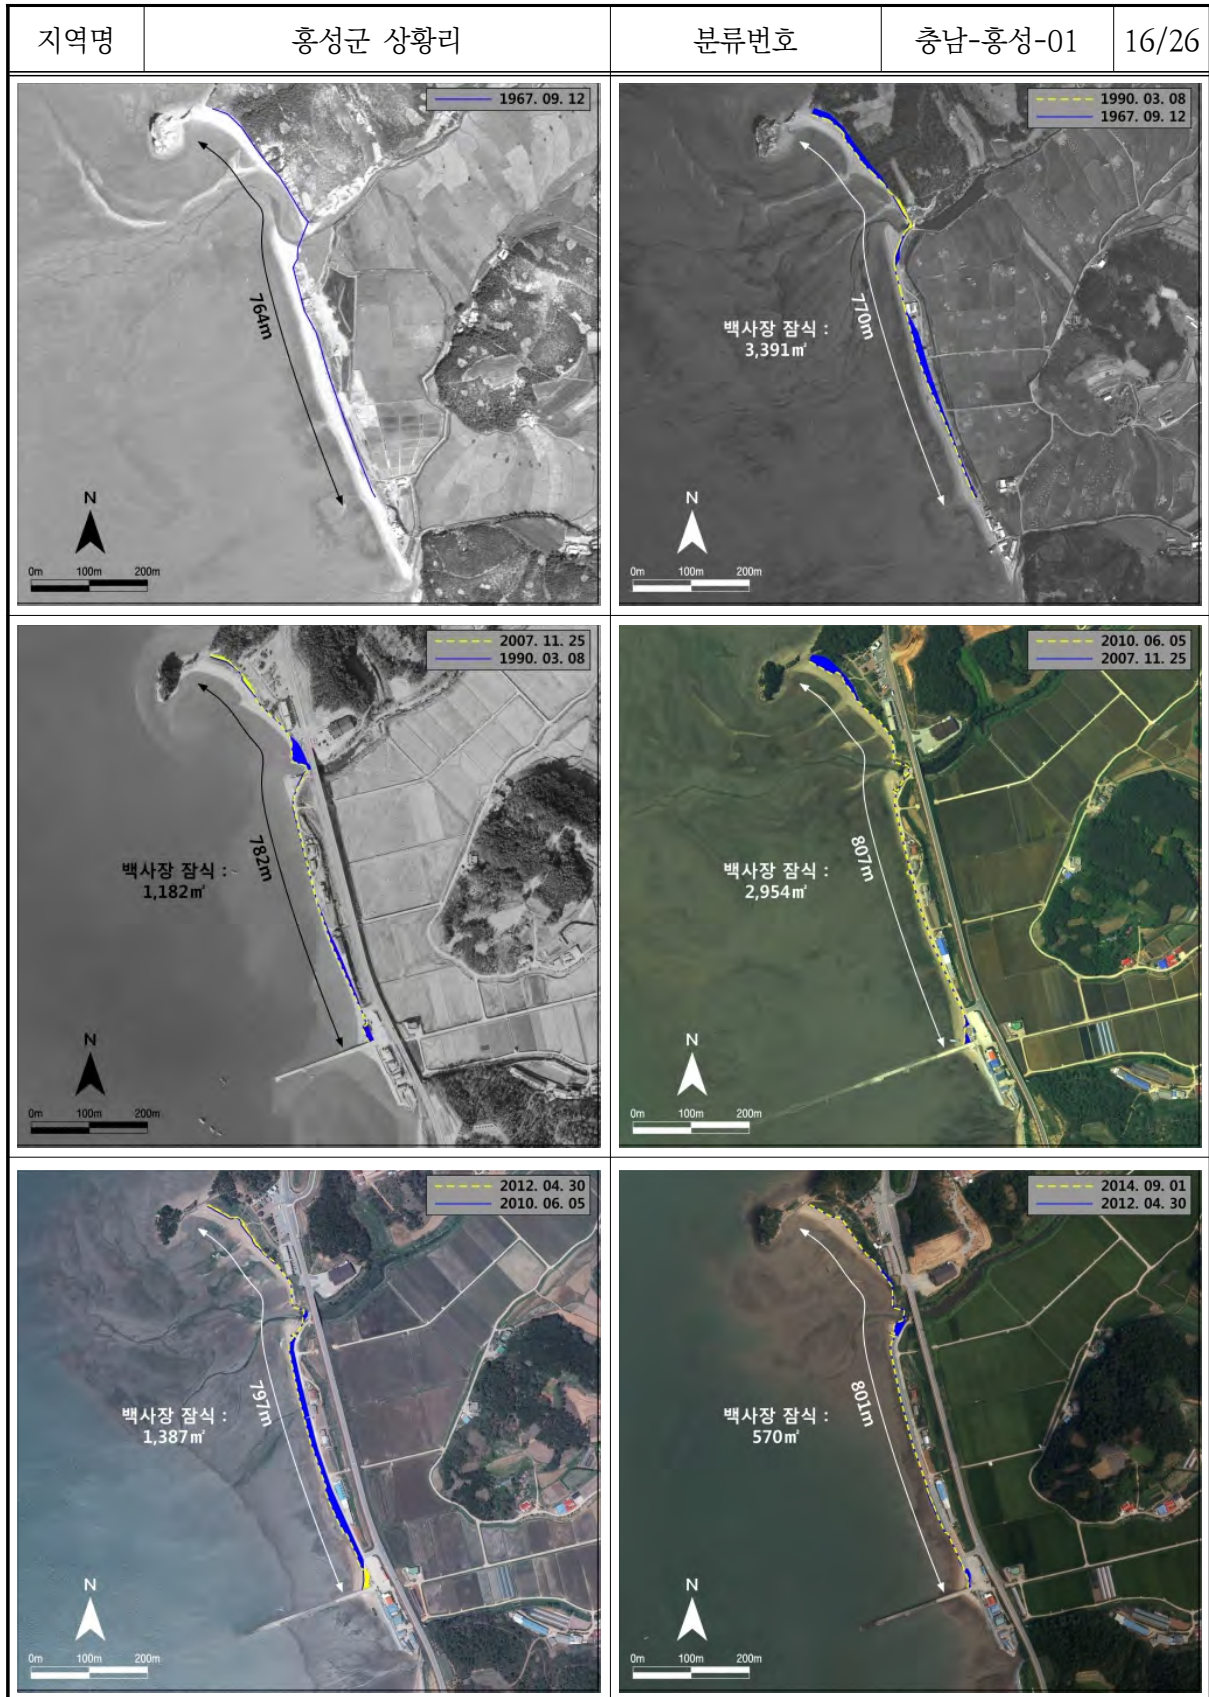 지역명 홍성군 상황리 분류번호 충남-홍성-01 16/26
1967. 09. 12
764m
N
0m 100m 200m
1990. 03. 08
1967. 09. 12
770m
백사장 잠식 :
3,391㎡
N
0m 100m 200m
2007. 11. 25
1990. 03. 08
782m
백사장 잠식 :
1,182㎡
N
0m 100m 200m
2010. 06. 05
2007. 11. 25
807m
백사장 잠식 :
2,954㎡
N
0m 100m 200m
2012. 04. 30
2010. 06. 05
797m
백사장 잠식 :
1,387㎡
N
0m 100m 200m
2014. 09. 01
2012. 04. 30
801m
백사장 잠식 :
570㎡
N
0m 100m 200m